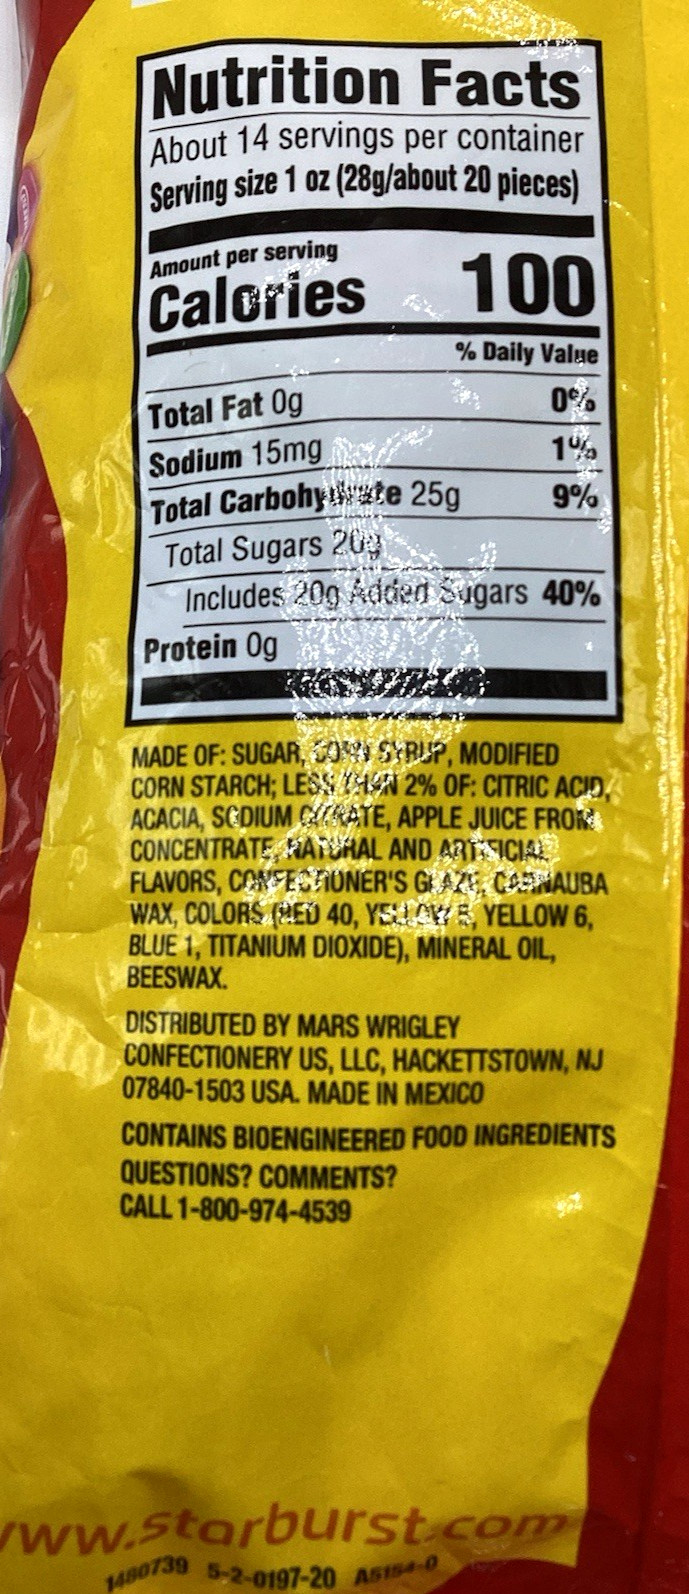 Nutrition Facts
About 14 servings per container
Serving size 1 oz (28g/about 20 pieces)
Amount per serving
Calories 100
% Daily Value
Total Fat 0g 0%
Sodium 15mg 1%
Total Carbohydrate 25g 9%
Total Sugars 20g
Includes 20g Added Sugars 40%
Protein 0g
MADE OF: SUGAR, CORN SYRUP, MODIFIED
CORN STARCH; LESS THAN 2% OF: CITRIC ACID,
ACACIA, SODIUM CITRATE, APPLE JUICE FROM
CONCENTRATE, NATURAL AND ARTIFICIAL
FLAVORS, CONFECTIONER'S GLAZE, CARNAUBA
WAX, COLORS (RED 40, YELLOW 5, YELLOW 6,
BLUE 1, TITANIUM DIOXIDE), MINERAL OIL,
BEESWAX.
DISTRIBUTED BY MARS WRIGLEY
CONFECTIONERY US, LLC, HACKETTSTOWN, NJ
07840-1503 USA. MADE IN MEXICO
CONTAINS BIOENGINEERED FOOD INGREDIENTS
QUESTIONS? COMMENTS?
CALL 1-800-974-4539
www.starburst.com
1480739 5-2-0197-20 A5154-0